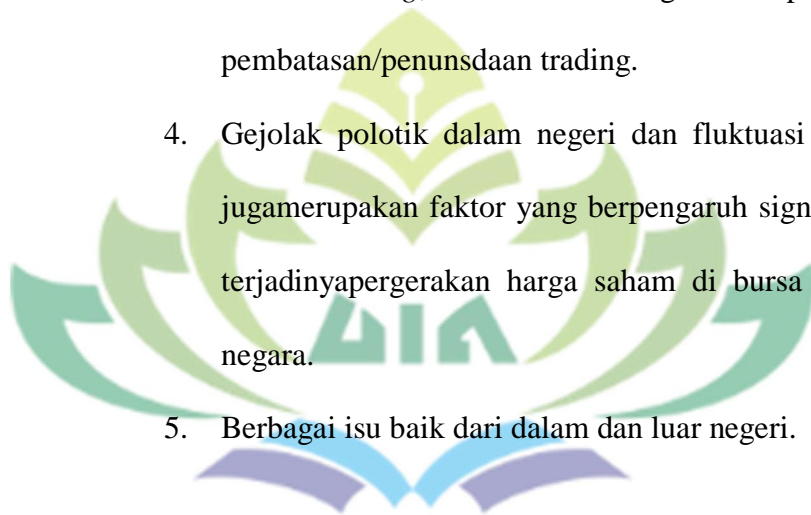 pembatasan/penunsdaan trading.
4. Gejolak polotik dalam negeri dan fluktuasi
jugamerupakan faktor yang berpengaruh sign
terjadinyapergerakan harga saham di bursa
negara.
5. Berbagai isu baik dari dalam dan luar negeri.
UIN